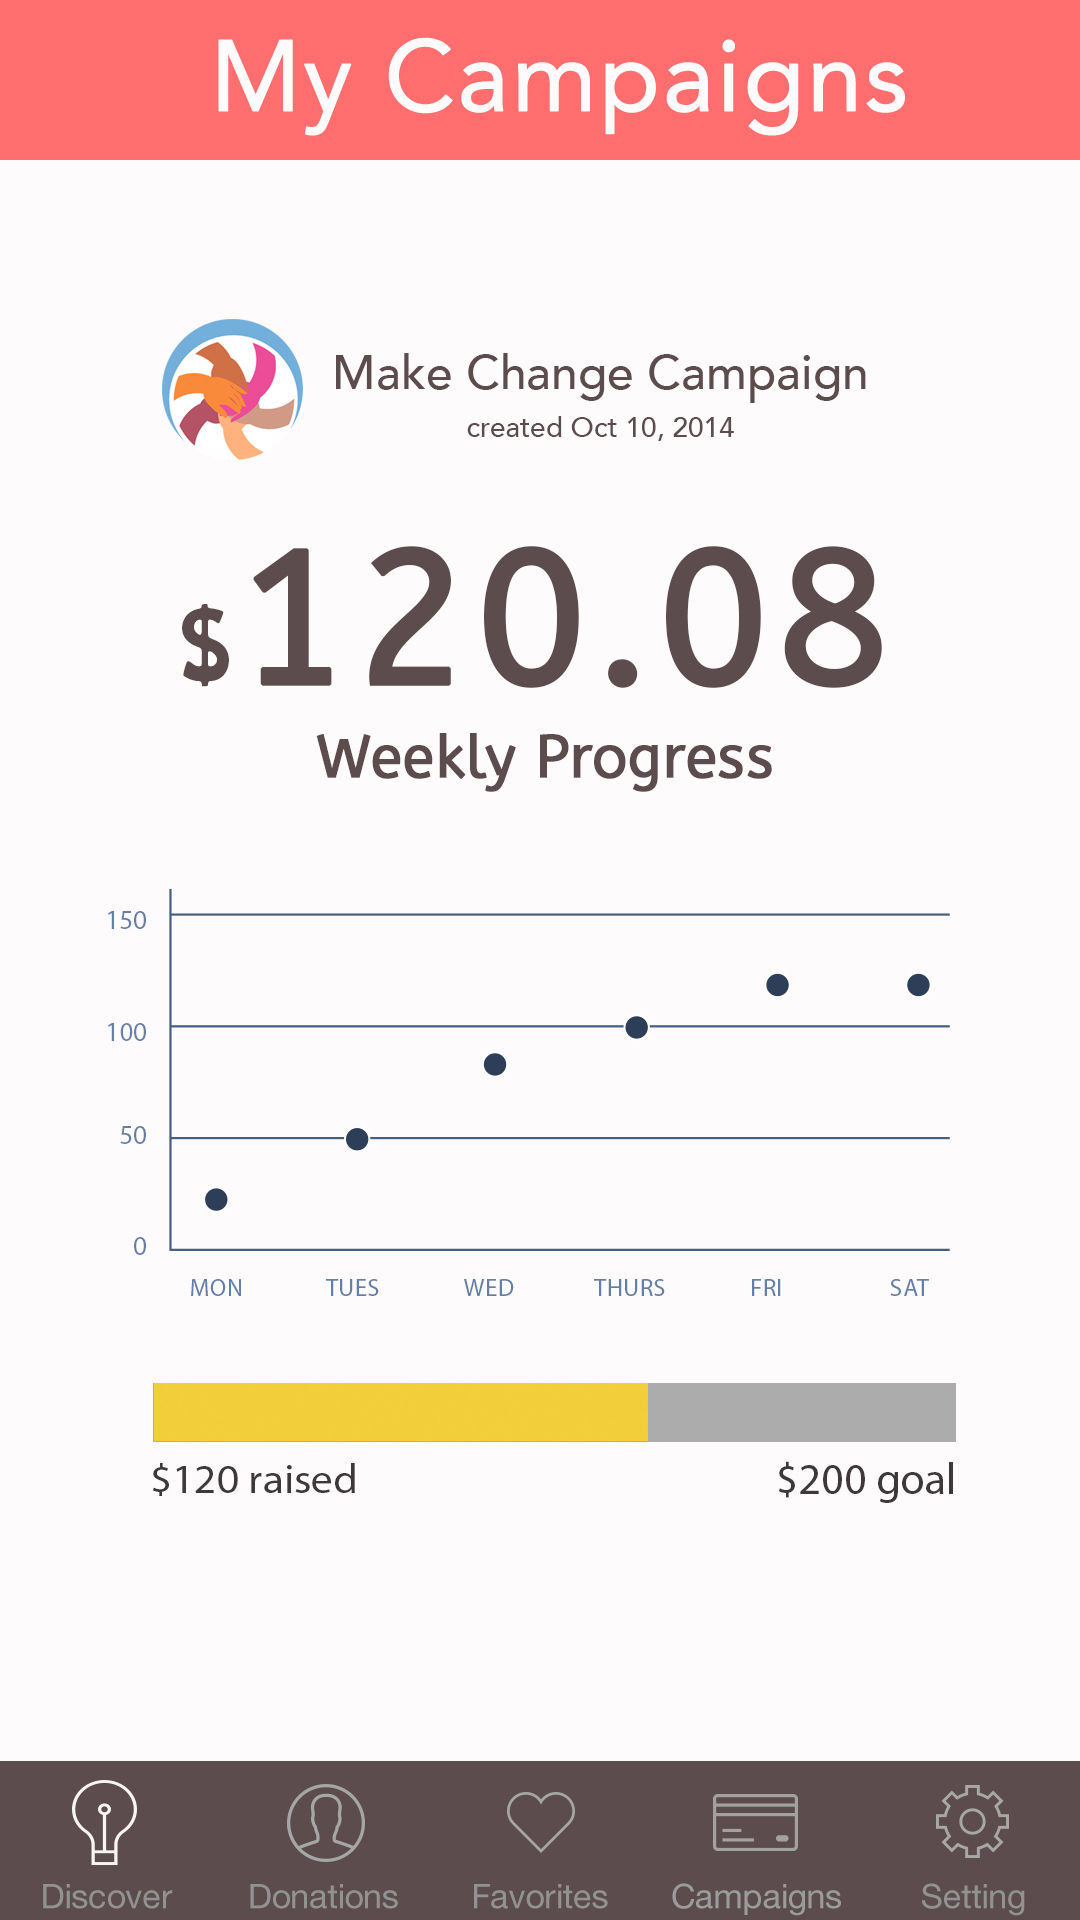 My Campaigns
Make Change Campaign
created Oct 10, 2014
$120.08
Weekly Progress
150
100
50
0
MON TUES WED THURS FRI SAT
$120 raised $200 goal
Discover Donations Favorites Campaigns Setting